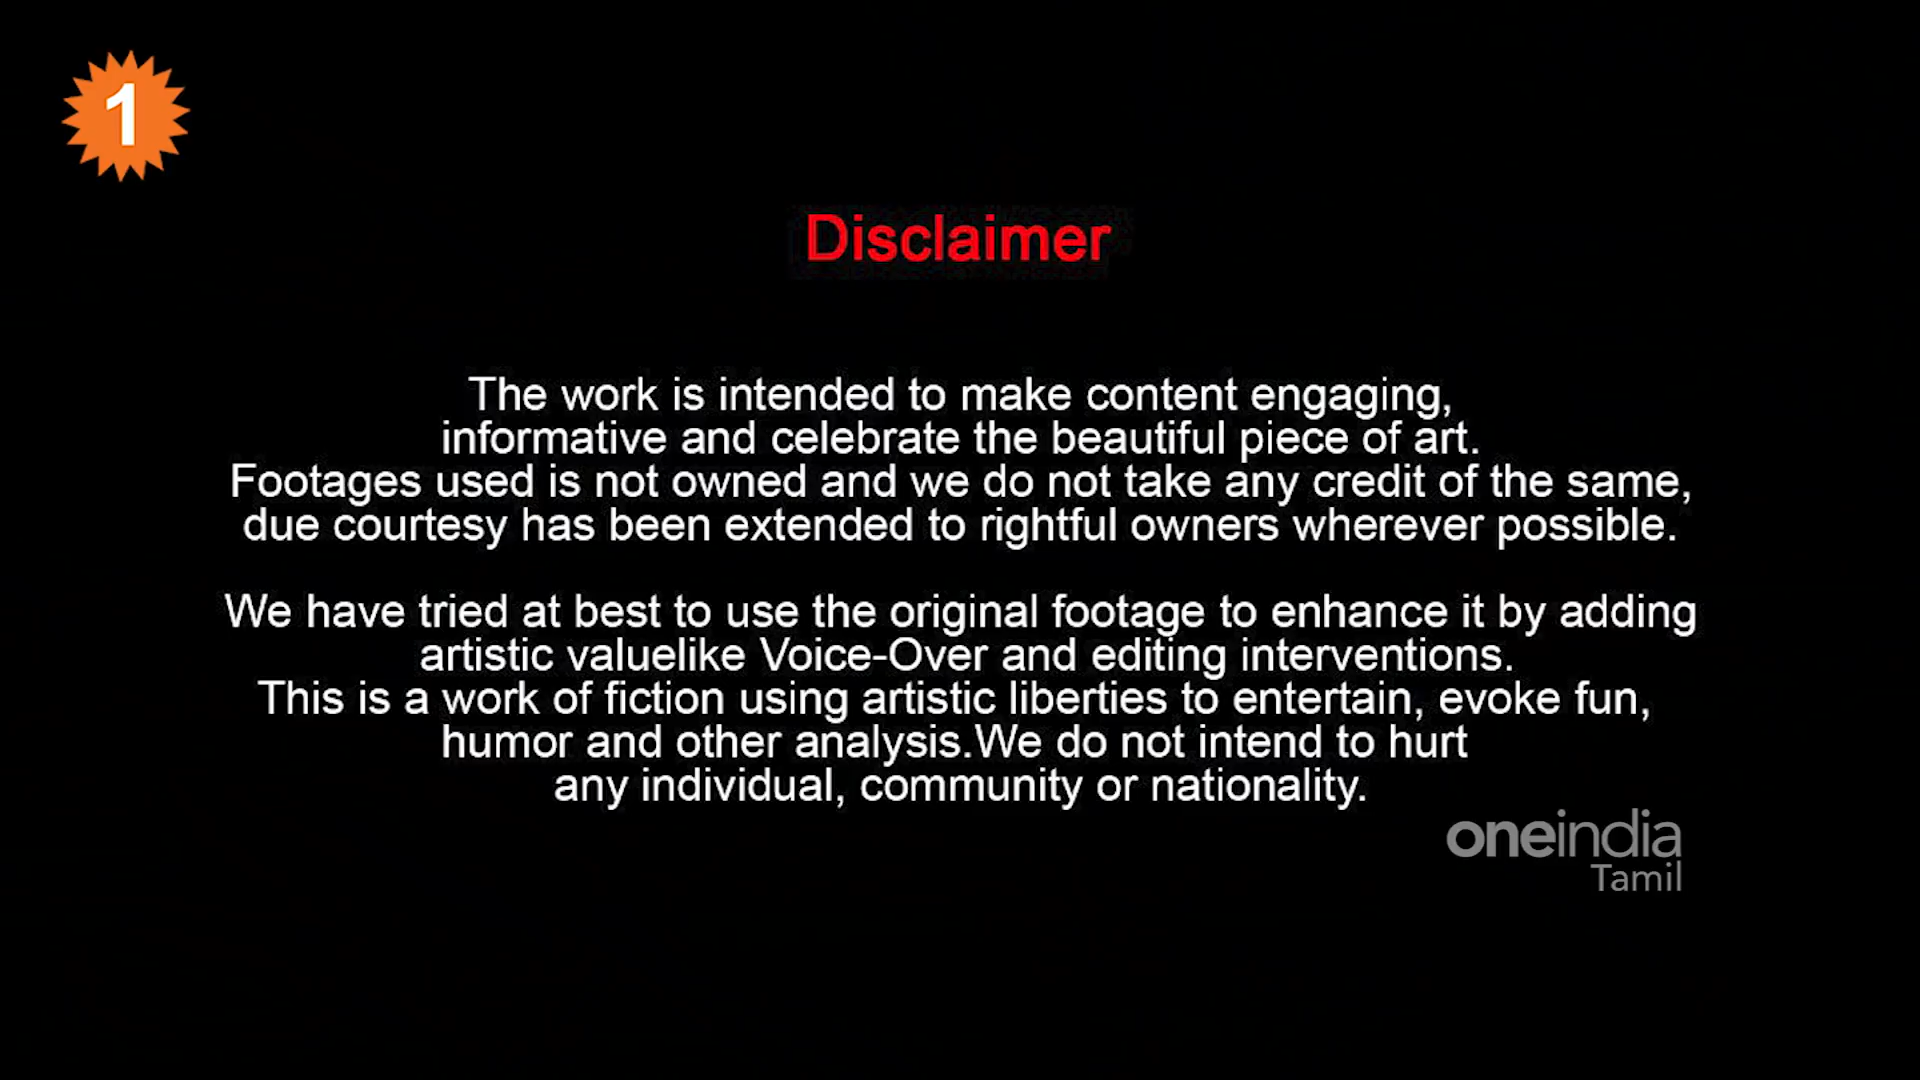 1
Disclaimer
The work is intended to make content engaging,
informative and celebrate the beautiful piece of art.
Footages used is not owned and we do not take any credit of the same,
due courtesy has been extended to rightful owners wherever possible.
We have tried at best to use the original footage to enhance it by adding
artistic valuelike Voice-Over and editing interventions.
This is a work of fiction using artistic liberties to entertain, evoke fun,
humor and other analysis.We do not intend to hurt
any individual, community or nationality.
oneindia
Tamil